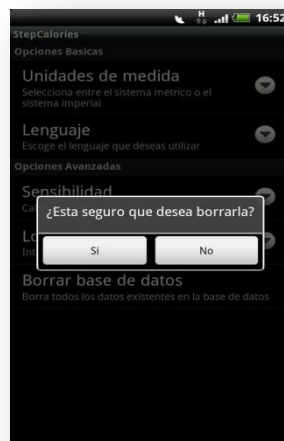 H
16:52
StepCalories
Opciones Basicas
Unidades de medida
Selecciona entre el sistema metrico o el
sistema imperial
Lenguaje
Escoge el lenguaje que deseas utilizar
Opciones Avanzadas
Sensibilidad
¿Esta seguro que desea borrarla?
Si
No
Borrar base de datos
Borra todos los datos existentes en la base de datos